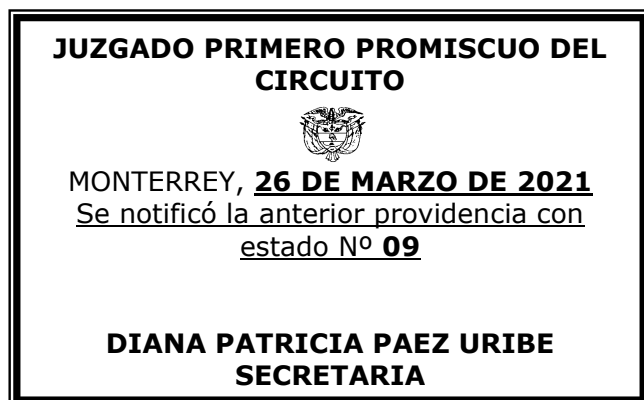 JUZGADO PRIMERO PROMISCUO DEL
CIRCUITO
MONTERREY, 26 DE MARZO DE 2021
Se notificó la anterior providencia con
estado Nº 09
DIANA PATRICIA PAEZ URIBE
SECRETARIA